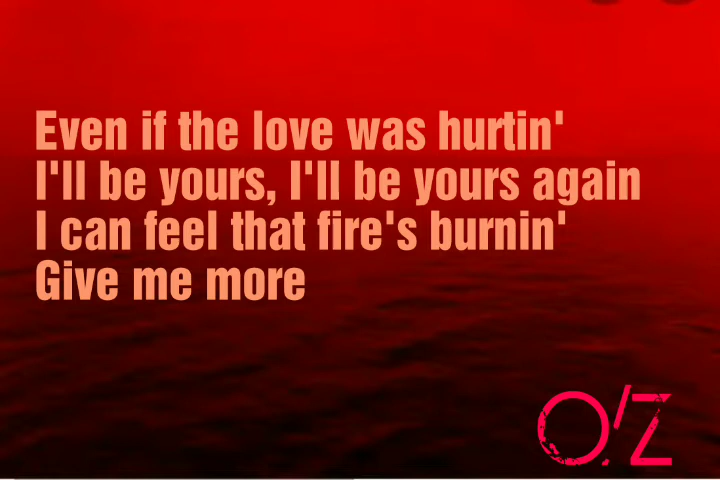 Even if the love was hurtin'
I'll be yours, I'll be yours again
I can feel that fire's burnin'
Give me more
O/Z